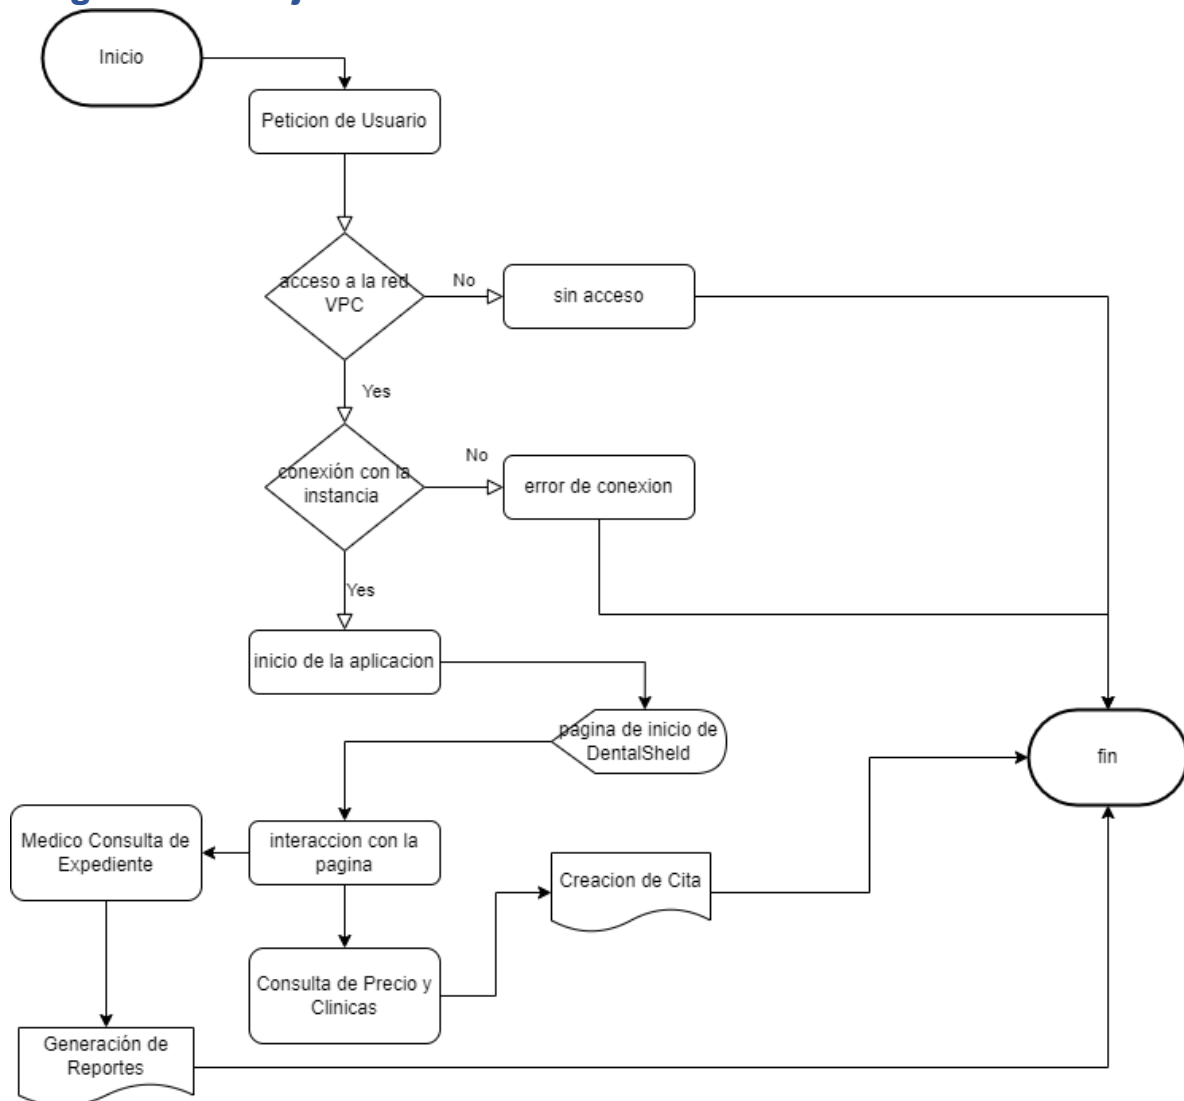 Inicio
Peticion de Usuario
acceso a la red
VPC
No
sin acceso
Yes
conexión con la
instancia
No
error de conexion
Yes
inicio de la aplicacion
pagina de inicio de
DentalSheld
fin
Medico Consulta de
Expediente
interaccion con la
pagina
Creacion de Cita
Consulta de Precio y
Clinicas
Generación de
Reportes